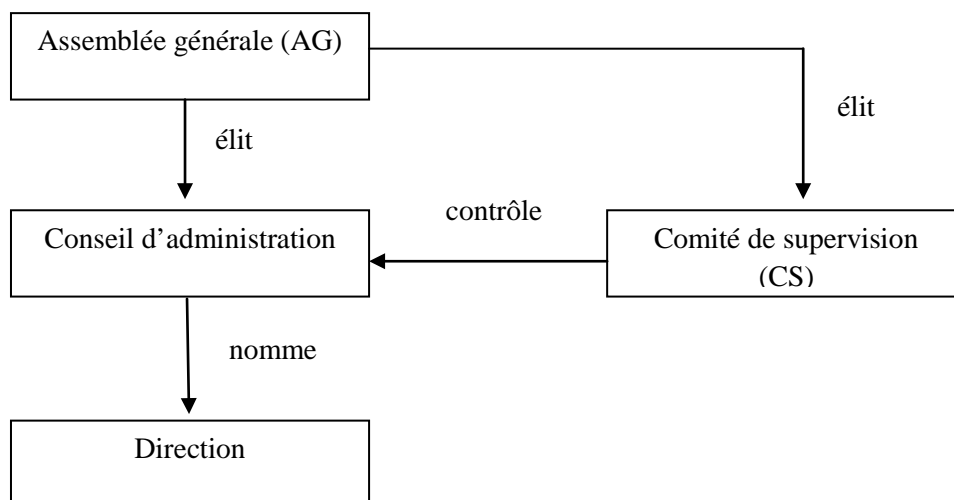 Assemblée générale (AG)
élit
élit
contrôle
Conseil d’administration
Comité de supervision
(CS)
nomme
Direction